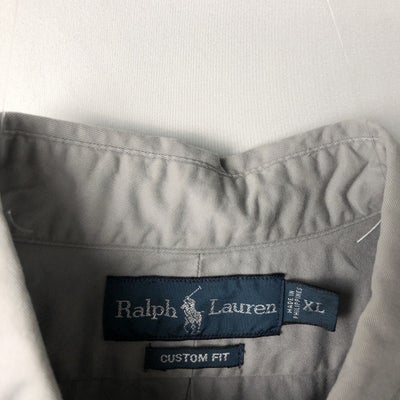 Ralph Lauren
MADE IN
PHILIPPINES
XL
CUSTOM FIT